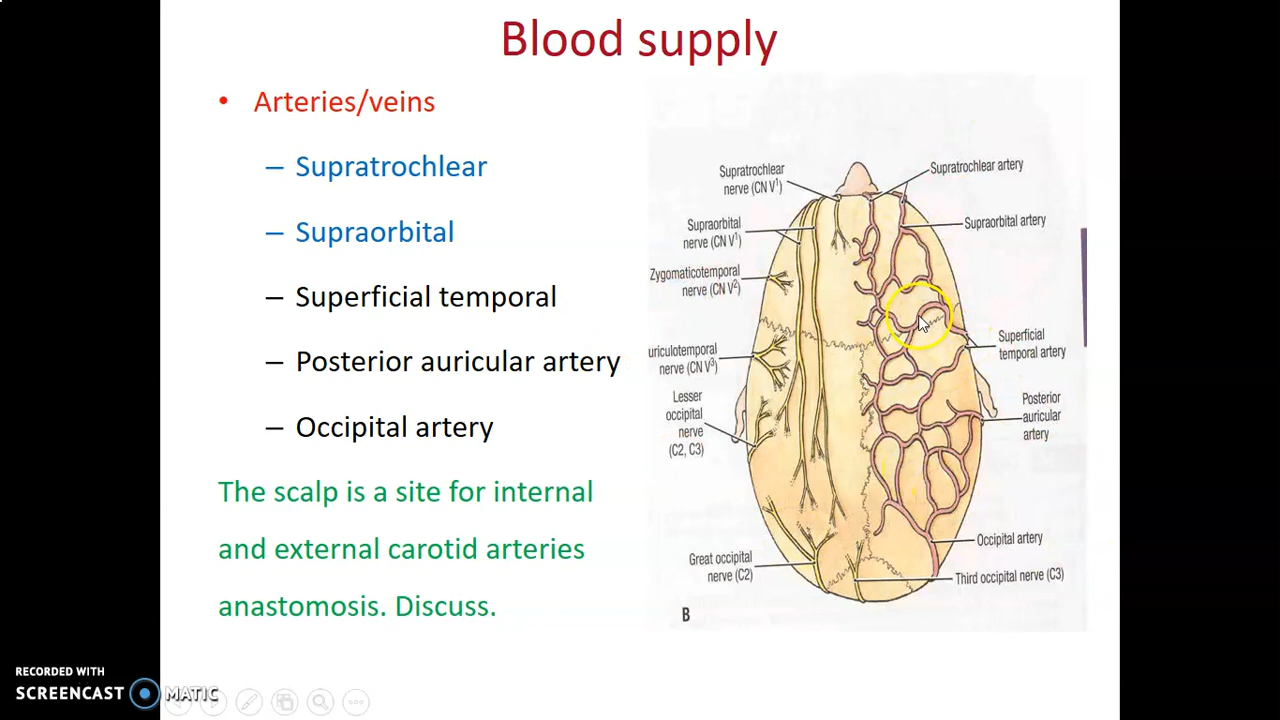 Blood supply
• Arteries/veins
– Supratrochlear
– Supraorbital
– Superficial temporal
– Posterior auricular artery
– Occipital artery
The scalp is a site for internal
and external carotid arteries
anastomosis. Discuss.
Supratrochlear
nerve (CN V¹)
Supraorbital
nerve (CN V¹)
Zygomaticotemporal
nerve (CN V²)
uriculotemporal
nerve (CN V³)
Lesser
occipital
nerve
(C2, C3)
Great occipital
nerve (C2)
Supratrochlear artery
Supraorbital artery
Superficial
temporal artery
Posterior
auricular
artery
Occipital artery
Third occipital nerve (C3)
B
RECORDED WITH
SCREENCAST MATIC